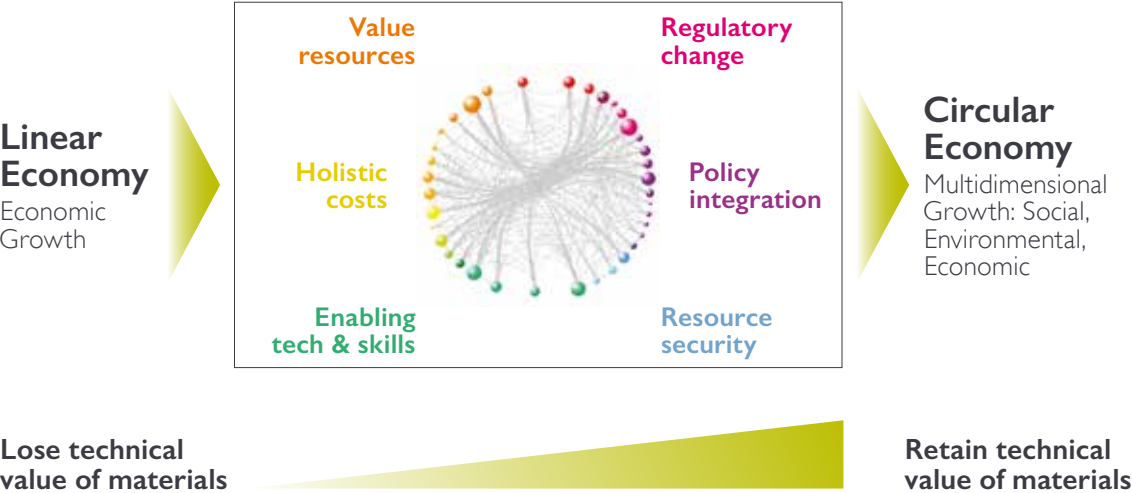 Linear
Economy
Economic
Growth
Value
resources
Regulatory
change
Holistic
costs
Policy
integration
Enabling
tech & skills
Resource
security
Circular
Economy
Multidimensional
Growth: Social,
Environmental,
Economic
Lose technical
value of materials
Retain technical
value of materials